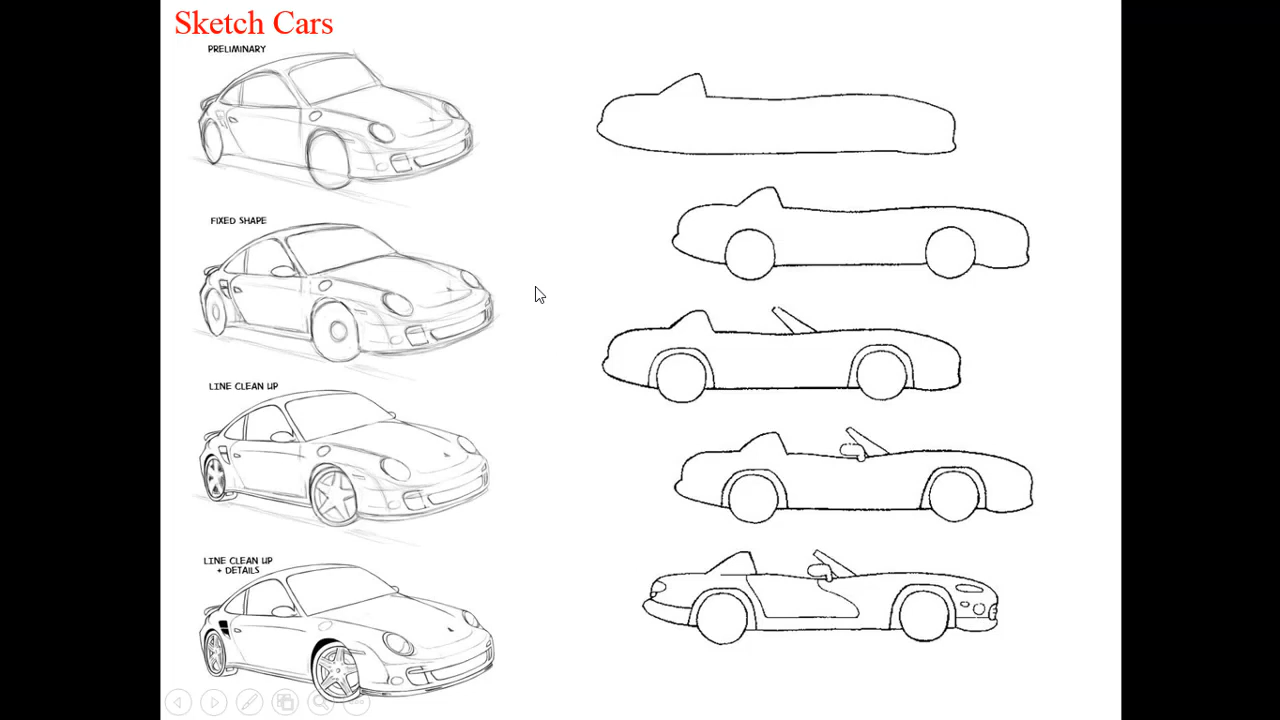 Sketch Cars
PRELIMINARY
FIXED SHAPE
LINE CLEAN UP
LINE CLEAN UP
+ DETAILS